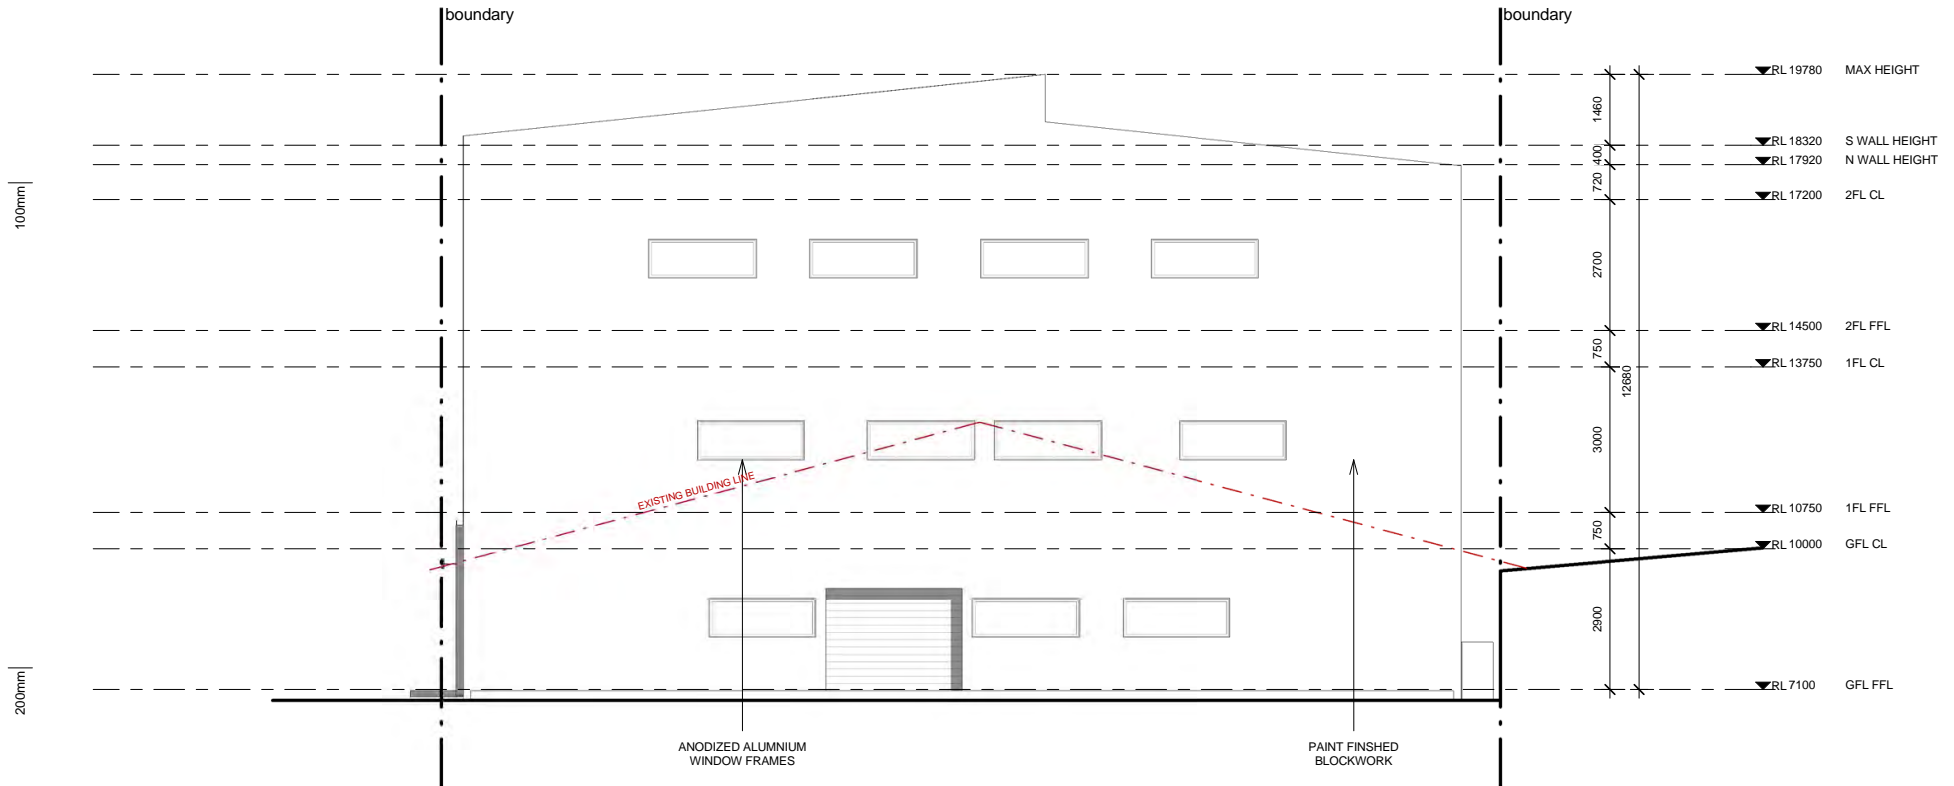 boundary
boundary
RL 19780 MAX HEIGHT
1460
RL 18320 S WALL HEIGHT
400
RL 17920 N WALL HEIGHT
720
RL 17200 2FL CL
100mm
2700
RL 14500 2FL FFL
750
RL 13750 1FL CL
12680
3000
EXISTING BUILDING LINE
RL 10750 1FL FFL
750
RL 10000 GFL CL
2900
200mm
RL 7100 GFL FFL
ANODIZED ALUMNIUM
WINDOW FRAMES
PAINT FINSHED
BLOCKWORK